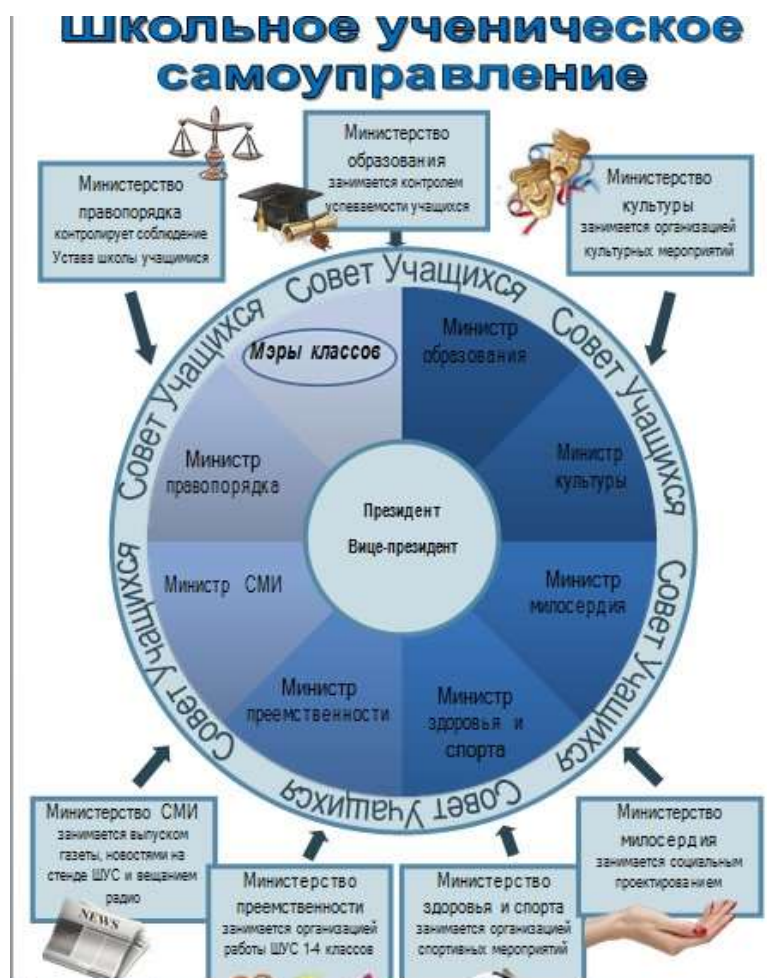 Школьное ученическое
самоуправление
Министерство
правопорядка
контролирует соблюдение
Устава школы учащимися
Министерство
образования
занимается контролем
успеваемости учащихся
Министерство
культуры
занимается организацией
культурных мероприятий
Совет Учащихся
Совет Учащихся
Совет Учащихся
Совет Учащихся
Совет Учащихся
Совет Учащихся
Мэры классов
Министр
образования
Министр
культуры
Министр
милосердия
Министр
здоровья и
спорта
Министр
преемственности
Министр СМИ
Министр
правопорядка
Президент
Вице-президент
Министерство СМИ
занимается выпуском
газеты, новостями на
стенде ШУС и вещанием
радио
NEWS
Министерство
преемственности
занимается организацией
работы ШУС 1-4 классов
Министерство
здоровья и спорта
занимается организацией
спортивных мероприятий
Министерство
милосердия
занимается социальным
проектированием